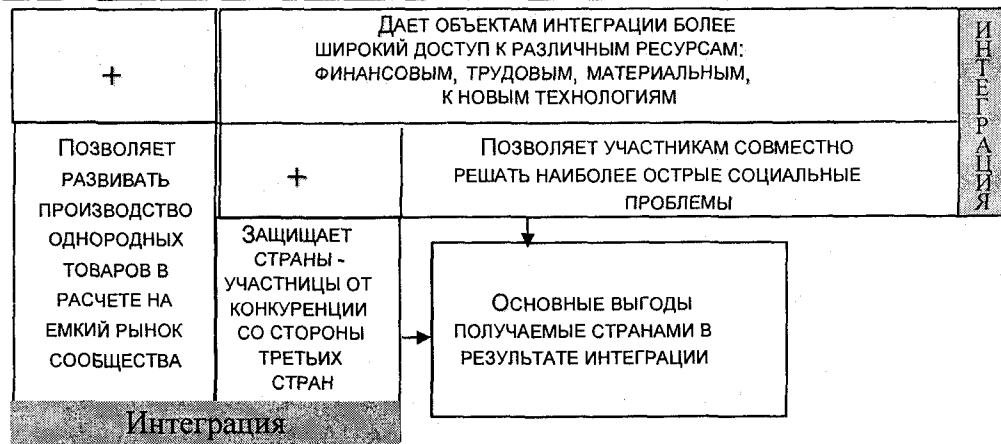 ДАЕТ ОБЪЕКТАМ ИНТЕГРАЦИИ БОЛЕЕ
ШИРОКИЙ ДОСТУП К РАЗЛИЧНЫМ РЕСУРСАМ:
ФИНАНСОВЫМ, ТРУДОВЫМ, МАТЕРИАЛЬНЫМ,
К НОВЫМ ТЕХНОЛОГИЯМ
+
ИНТЕГРАЦИЯ
ПОЗВОЛЯЕТ
РАЗВИВАТЬ
ПРОИЗВОДСТВО
ОДНОРОДНЫХ
ТОВАРОВ В
РАСЧЕТЕ НА
ЕМКИЙ РЫНОК
СООБЩЕСТВА
+
ПОЗВОЛЯЕТ УЧАСТНИКАМ СОВМЕСТНО
РЕШАТЬ НАИБОЛЕЕ ОСТРЫЕ СОЦИАЛЬНЫЕ
ПРОБЛЕМЫ
ЗАЩИЩАЕТ
СТРАНЫ -
УЧАСТНИЦЫ ОТ
КОНКУРЕНЦИИ
СО СТОРОНЫ
ТРЕТЬИХ
СТРАН
ОСНОВНЫЕ ВЫГОДЫ
ПОЛУЧАЕМЫЕ СТРАНАМИ В
РЕЗУЛЬТАТЕ ИНТЕГРАЦИИ
Интеграция